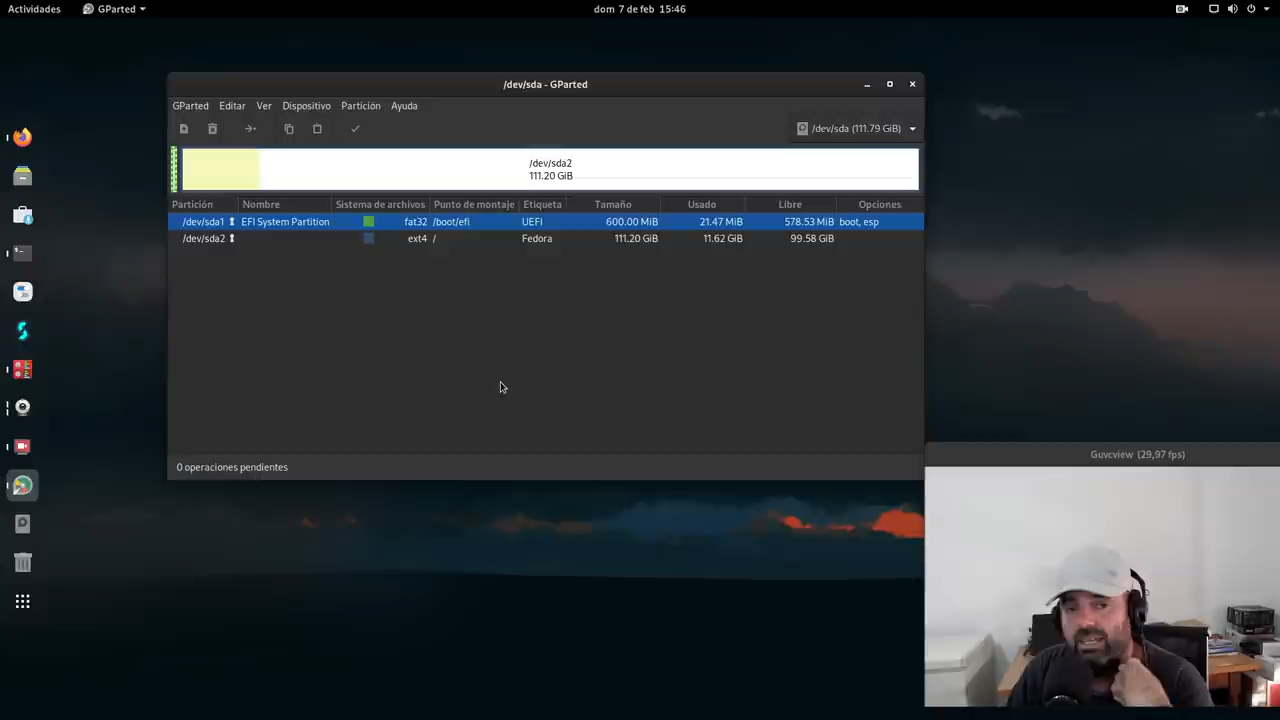 Actividades GParted dom 7 de feb 15:46
/dev/sda - GParted
GParted Editar Ver Dispositivo Partición Ayuda
/dev/sda (111.79 GiB)
/dev/sda2
111.20 GiB
Partición Nombre Sistema de archivos Punto de montaje Etiqueta Tamaño Usado Libre Opciones
/dev/sda1 EFI System Partition fat32 /boot/efi UEFI 600.00 MiB 21.47 MiB 578.53 MiB boot, esp
/dev/sda2 ext4 / Fedora 111.20 GiB 11.62 GiB 99.58 GiB
0 operaciones pendientes
Guvcview (29,97 fps)